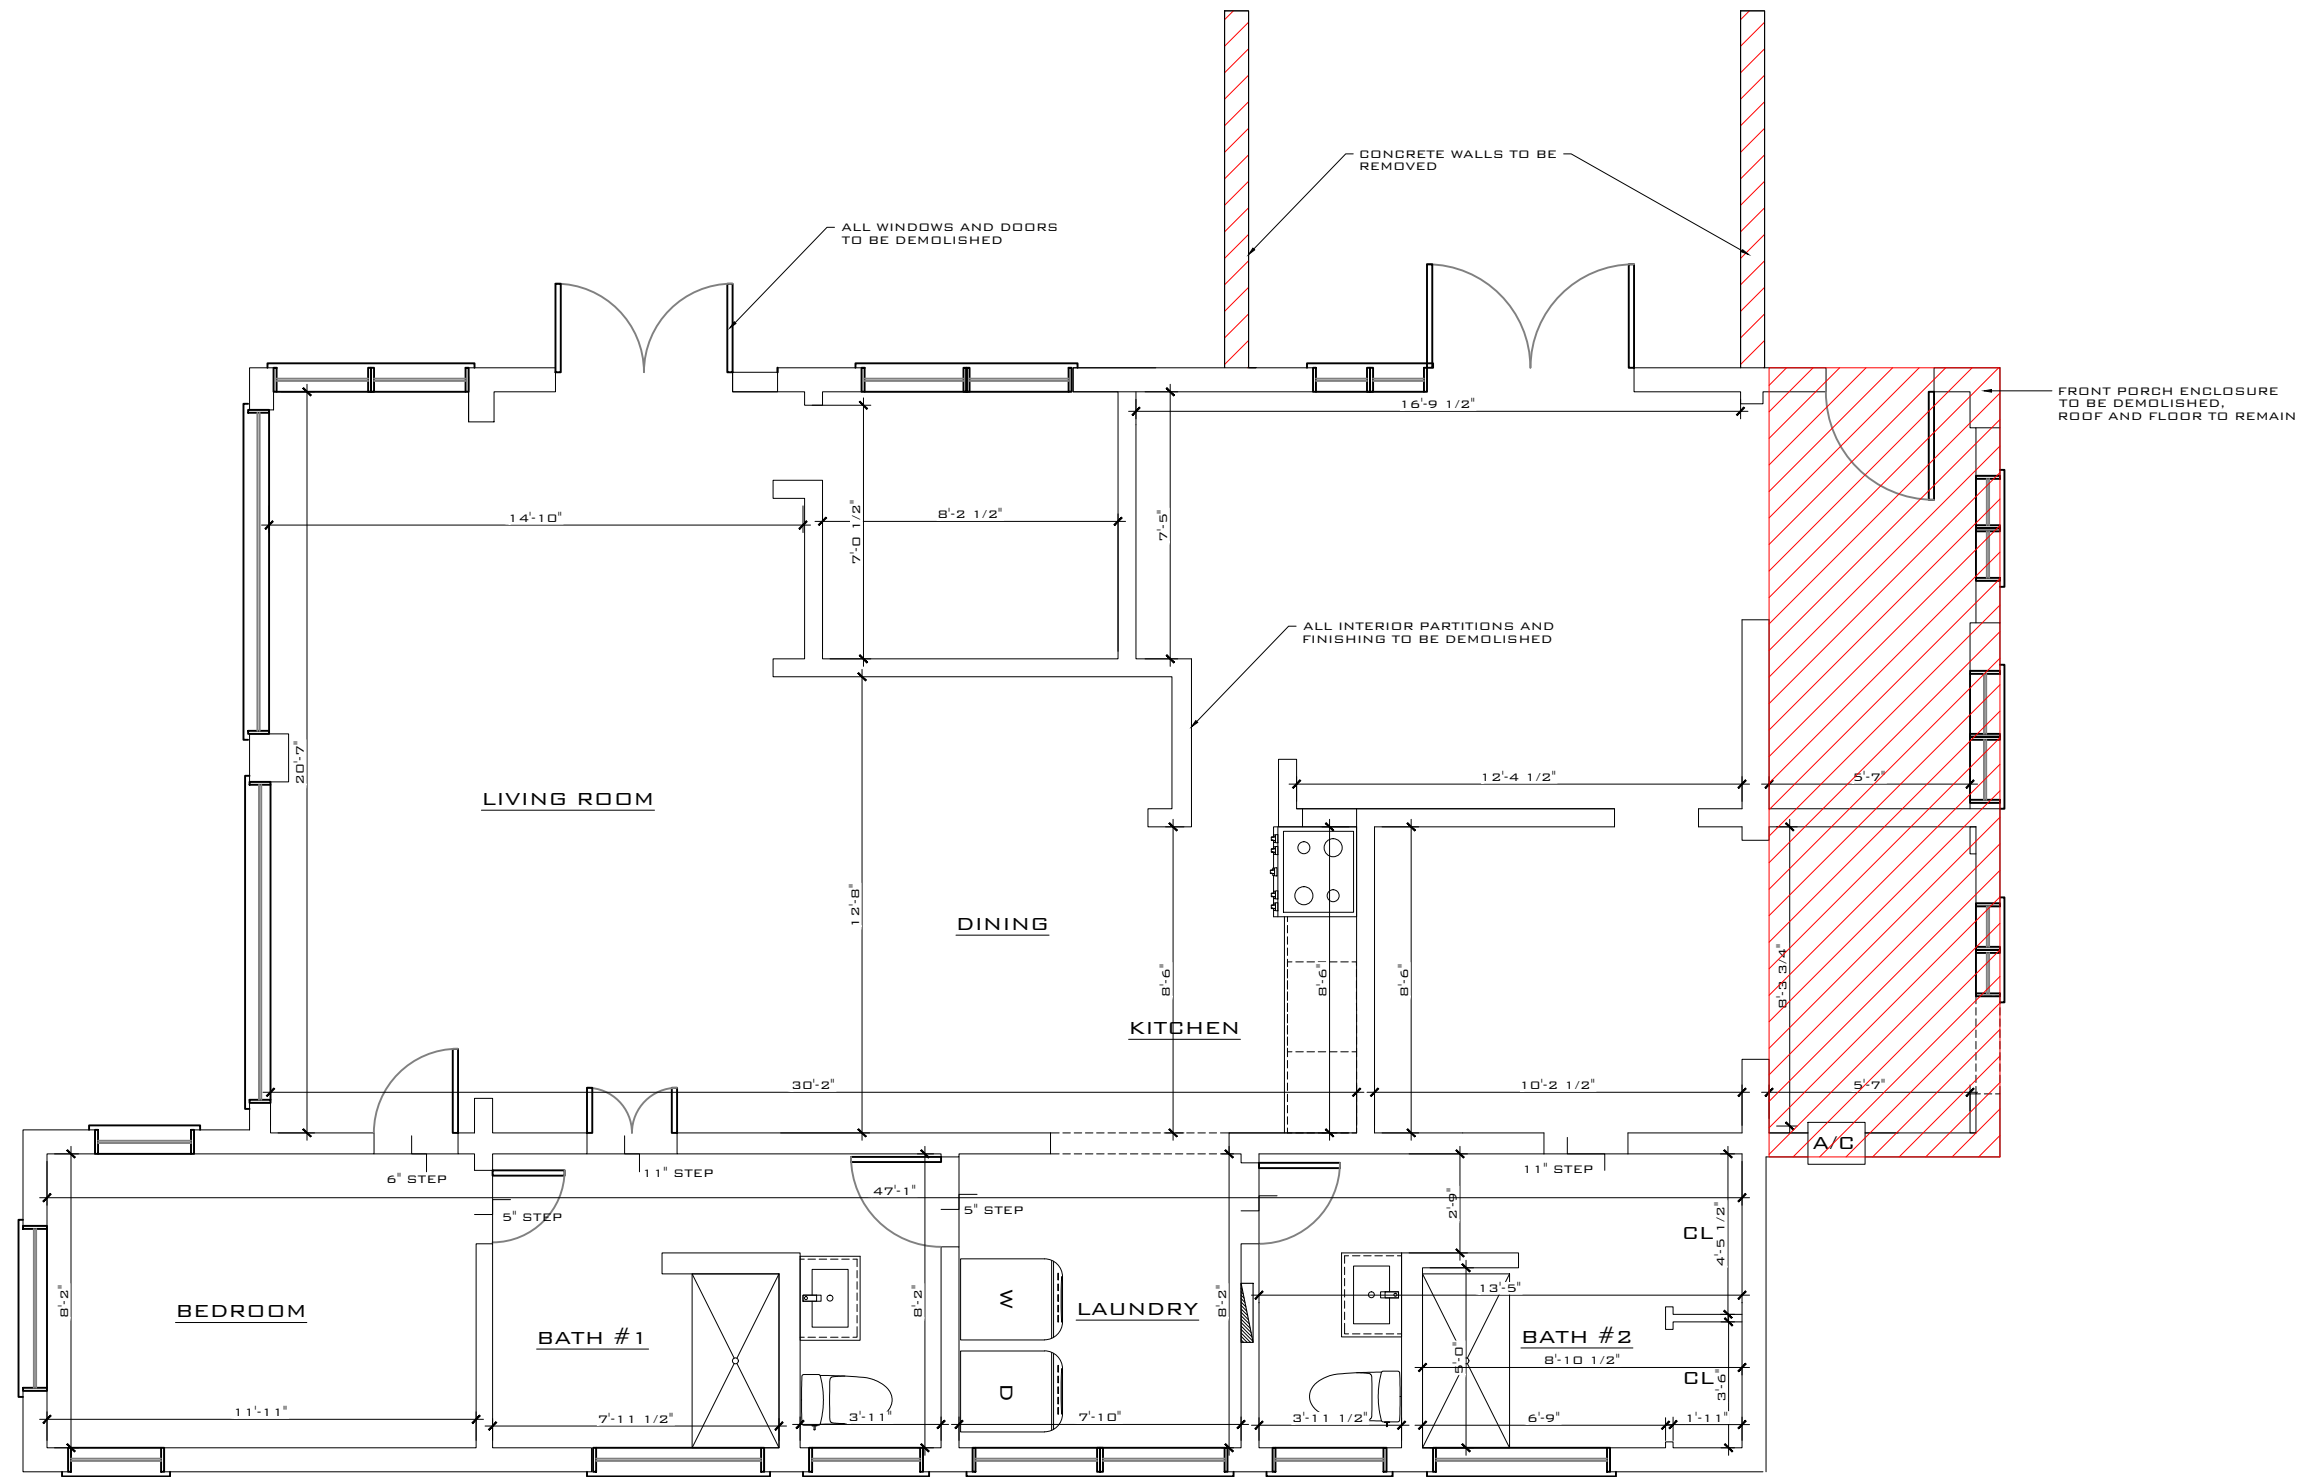 CONCRETE WALLS TO BE
REMOVED
ALL WINDOWS AND DOORS
TO BE DEMOLISHED
FRONT PORCH ENCLOSURE
TO BE DEMOLISHED,
ROOF AND FLOOR TO REMAIN
16'-9 1/2"
14'-10"
7'-0 1/2"
8'-2 1/2"
7'-5"
ALL INTERIOR PARTITIONS AND
FINISHING TO BE DEMOLISHED
20'-7"
12'-4 1/2"
5'-7"
LIVING ROOM
12'-8"
DINING
8'-6"
8'-6"
8'-6"
8'-3 3/4"
KITCHEN
30'-2"
10'-2 1/2"
5'-7"
A/C
6" STEP
11" STEP
11" STEP
47'-1"
5" STEP
5" STEP
2'-9"
CL
4'-5 1/2"
8'-2"
BEDROOM
BATH #1
8'-2"
W
LAUNDRY
8'-2"
13'-5"
BATH #2
5'-0"
8'-10 1/2"
CL
3'-6"
D
11'-11"
7'-11 1/2"
3'-11"
7'-10"
3'-11 1/2"
6'-9"
1'-11"